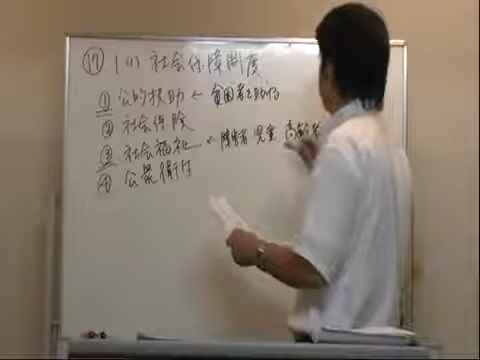 ⑰ 1 (1) 社会保障制度
① 公的扶助 ← 貧困者を助ける
② 社会保険
③ 社会福祉 ← 障害者 児童 高齢者
④ 公衆衛生